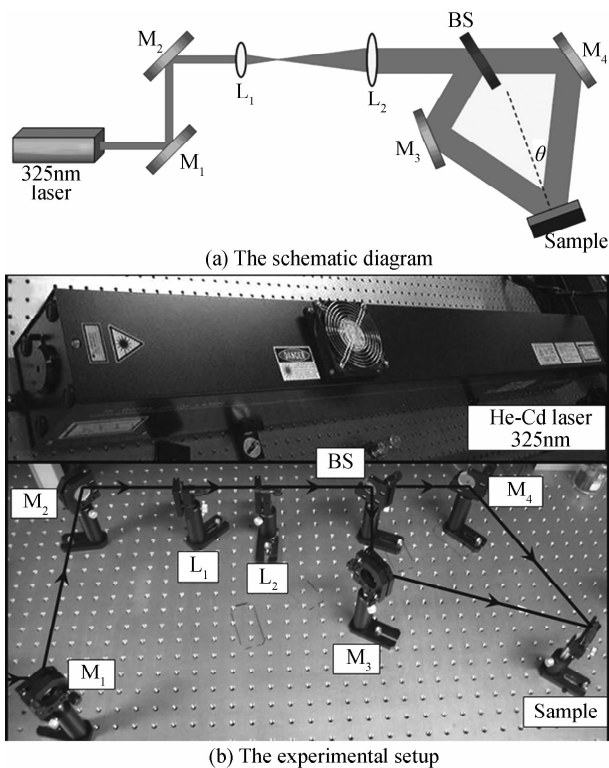 M2
BS
M4
L1
L2
M3
θ
M1
325nm
laser
Sample
(a) The schematic diagram
DANGER
He-Cd laser
325nm
BS
M2
M4
L1
L2
M3
M1
Sample
(b) The experimental setup